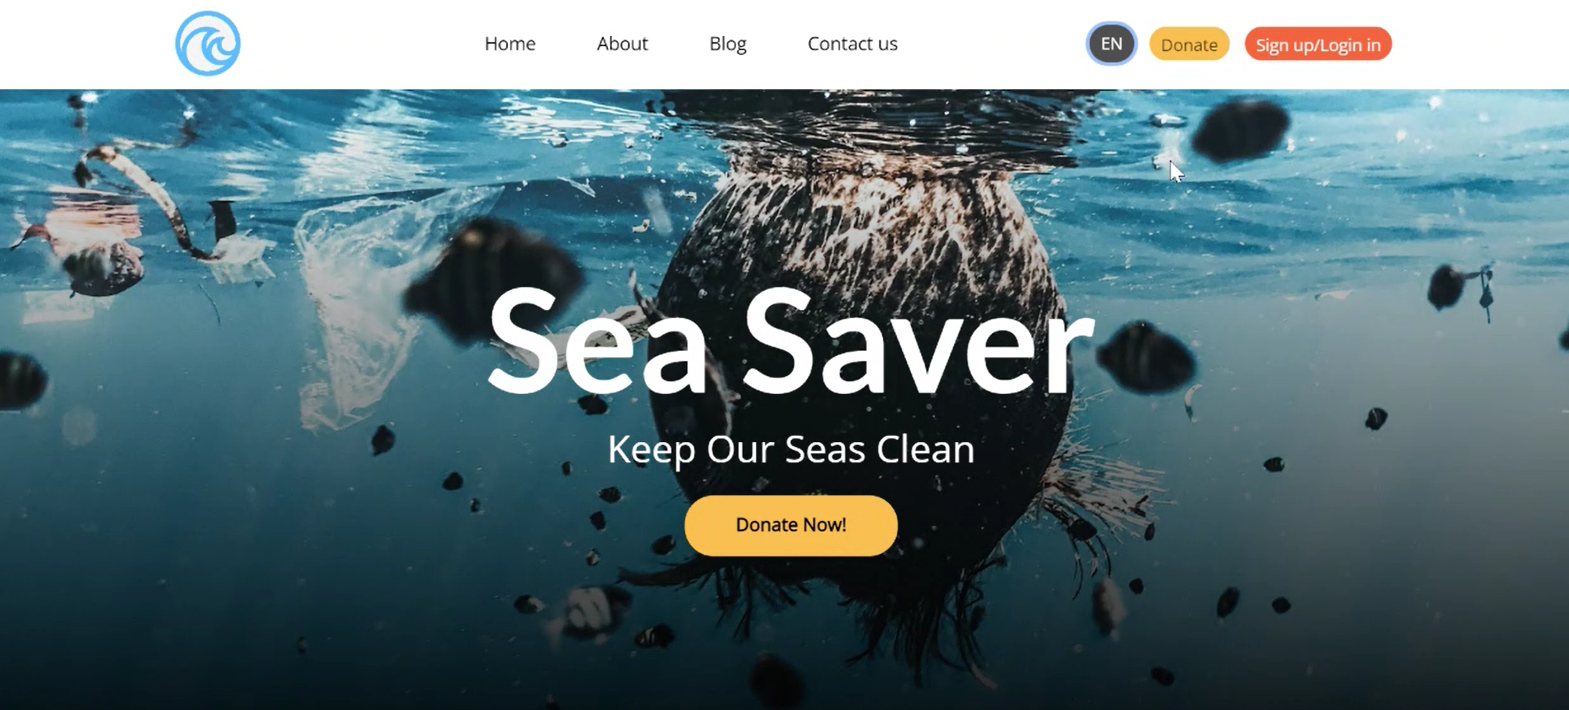 Home About Blog Contact us EN Donate Sign up/Login in
Sea Saver
Keep Our Seas Clean
Donate Now!